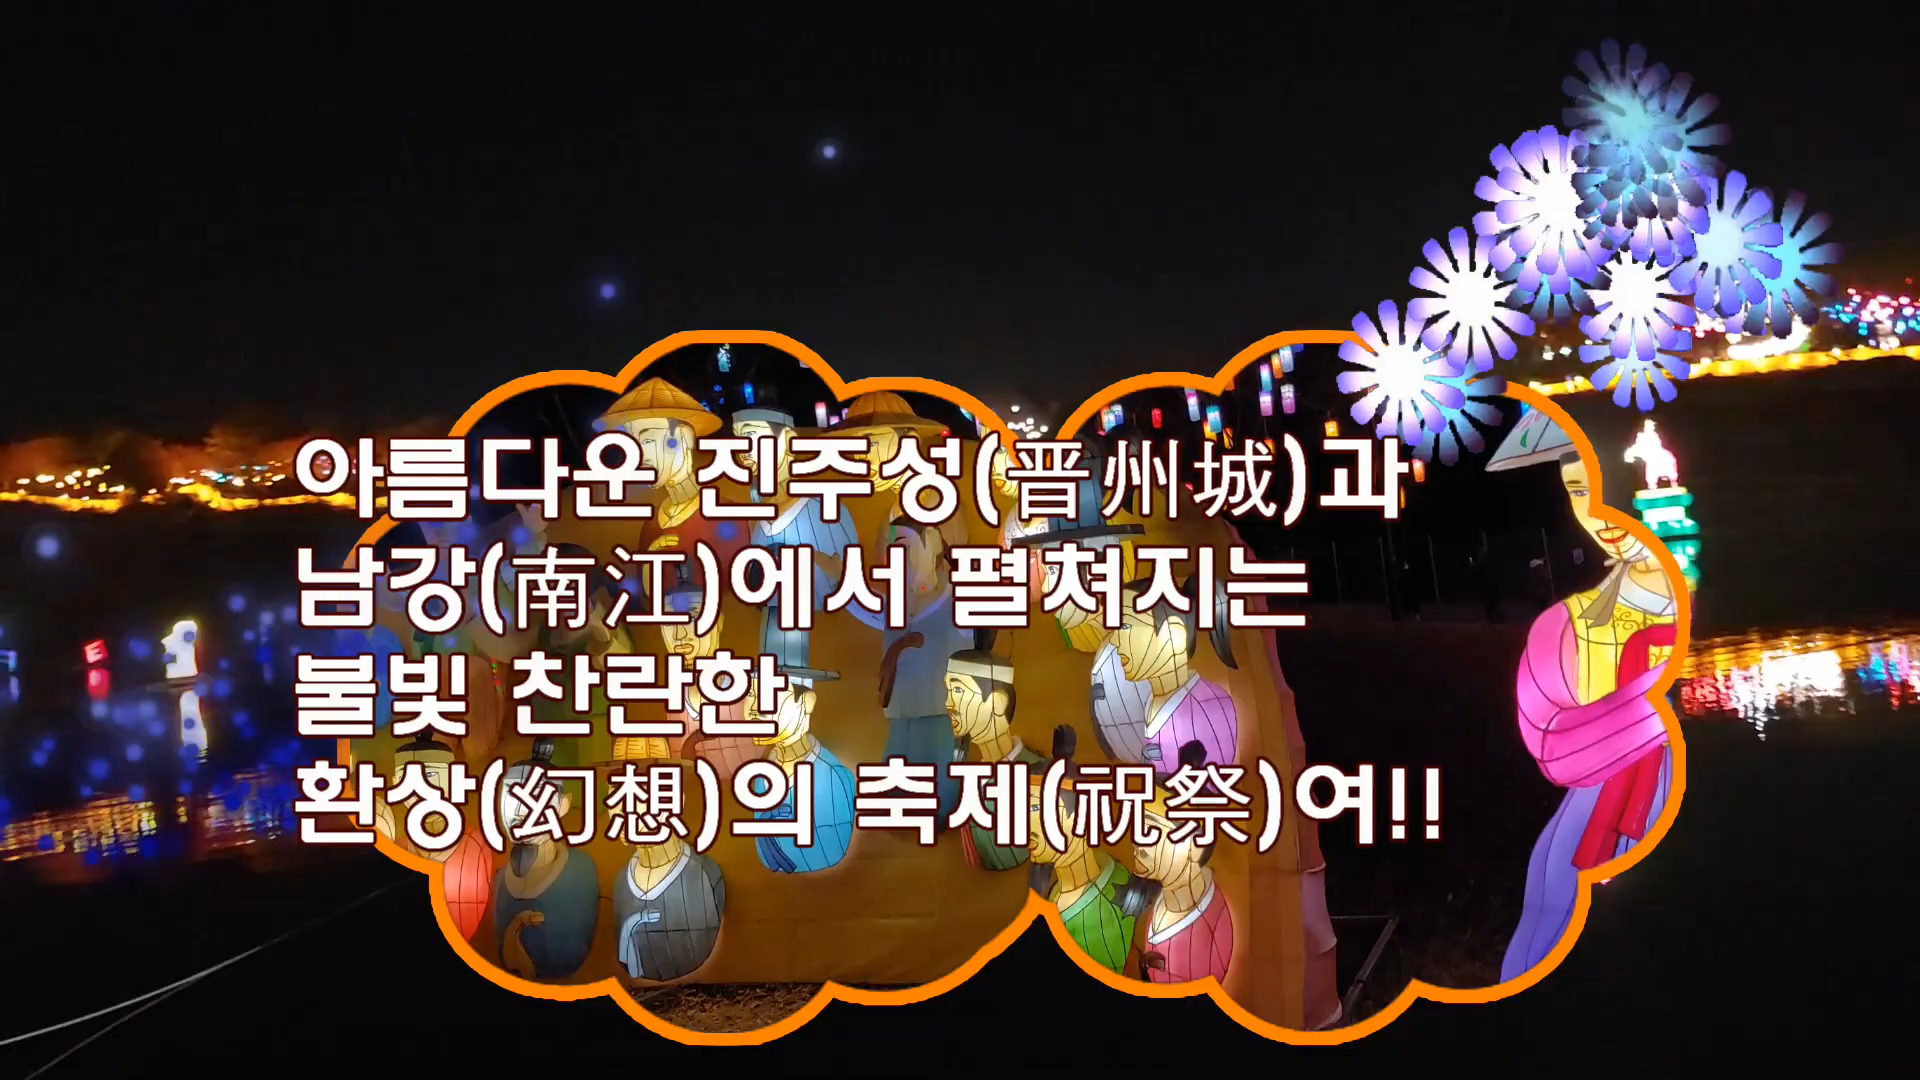 아름다운 진주성(晋州城)과
남강(南江)에서 펼쳐지는
불빛 찬란한
환상(幻想)의 축제(祝祭)여!!